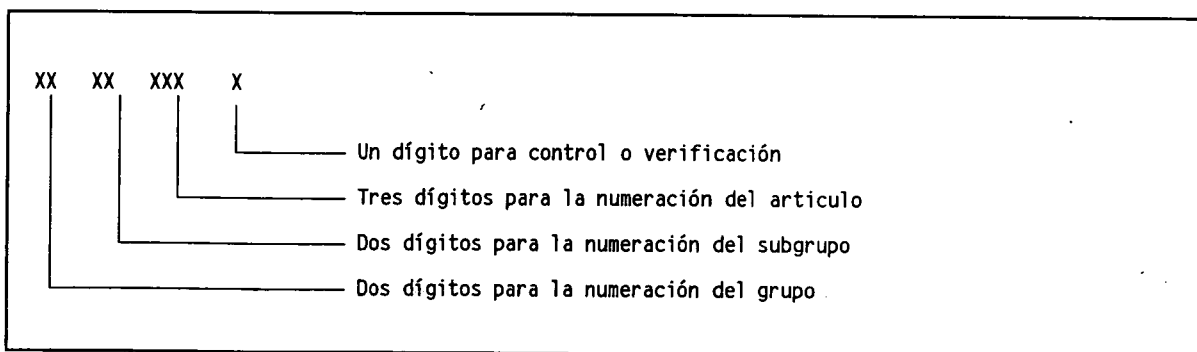 XX XX XXX X
Un dígito para control o verificación
Tres dígitos para la numeración del articulo
Dos dígitos para la numeración del subgrupo
Dos dígitos para la numeración del grupo